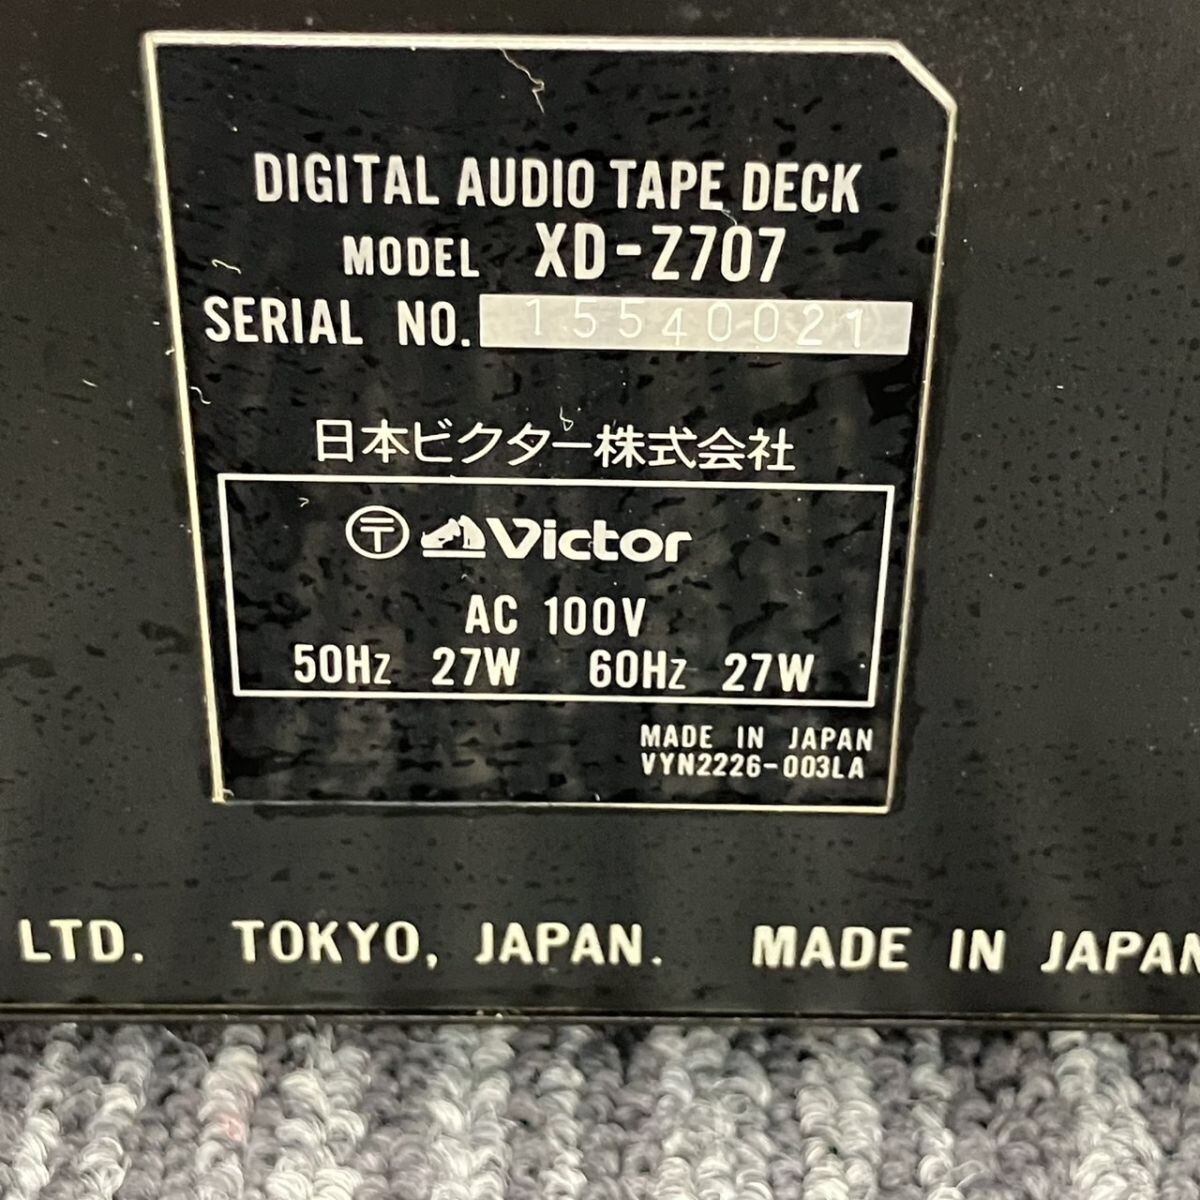 DIGITAL AUDIO TAPE DECK
MODEL XD-Z707
SERIAL NO. 15540021
日本ビクター株式会社
〒 Victor
AC 100V
50Hz 27W 60Hz 27W
MADE IN JAPAN
VYN2226-003LA
LTD. TOKYO, JAPAN. MADE IN JAPAN